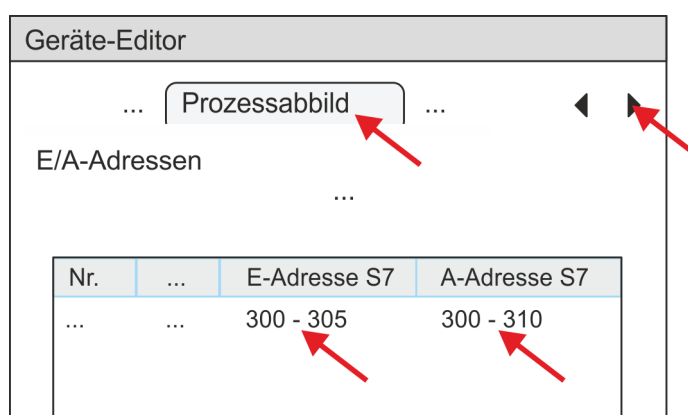 Geräte-Editor
... Prozessabbild ...
E/A-Adressen
...
Nr. ... E-Adresse S7 A-Adresse S7
... ... 300 - 305 300 - 310